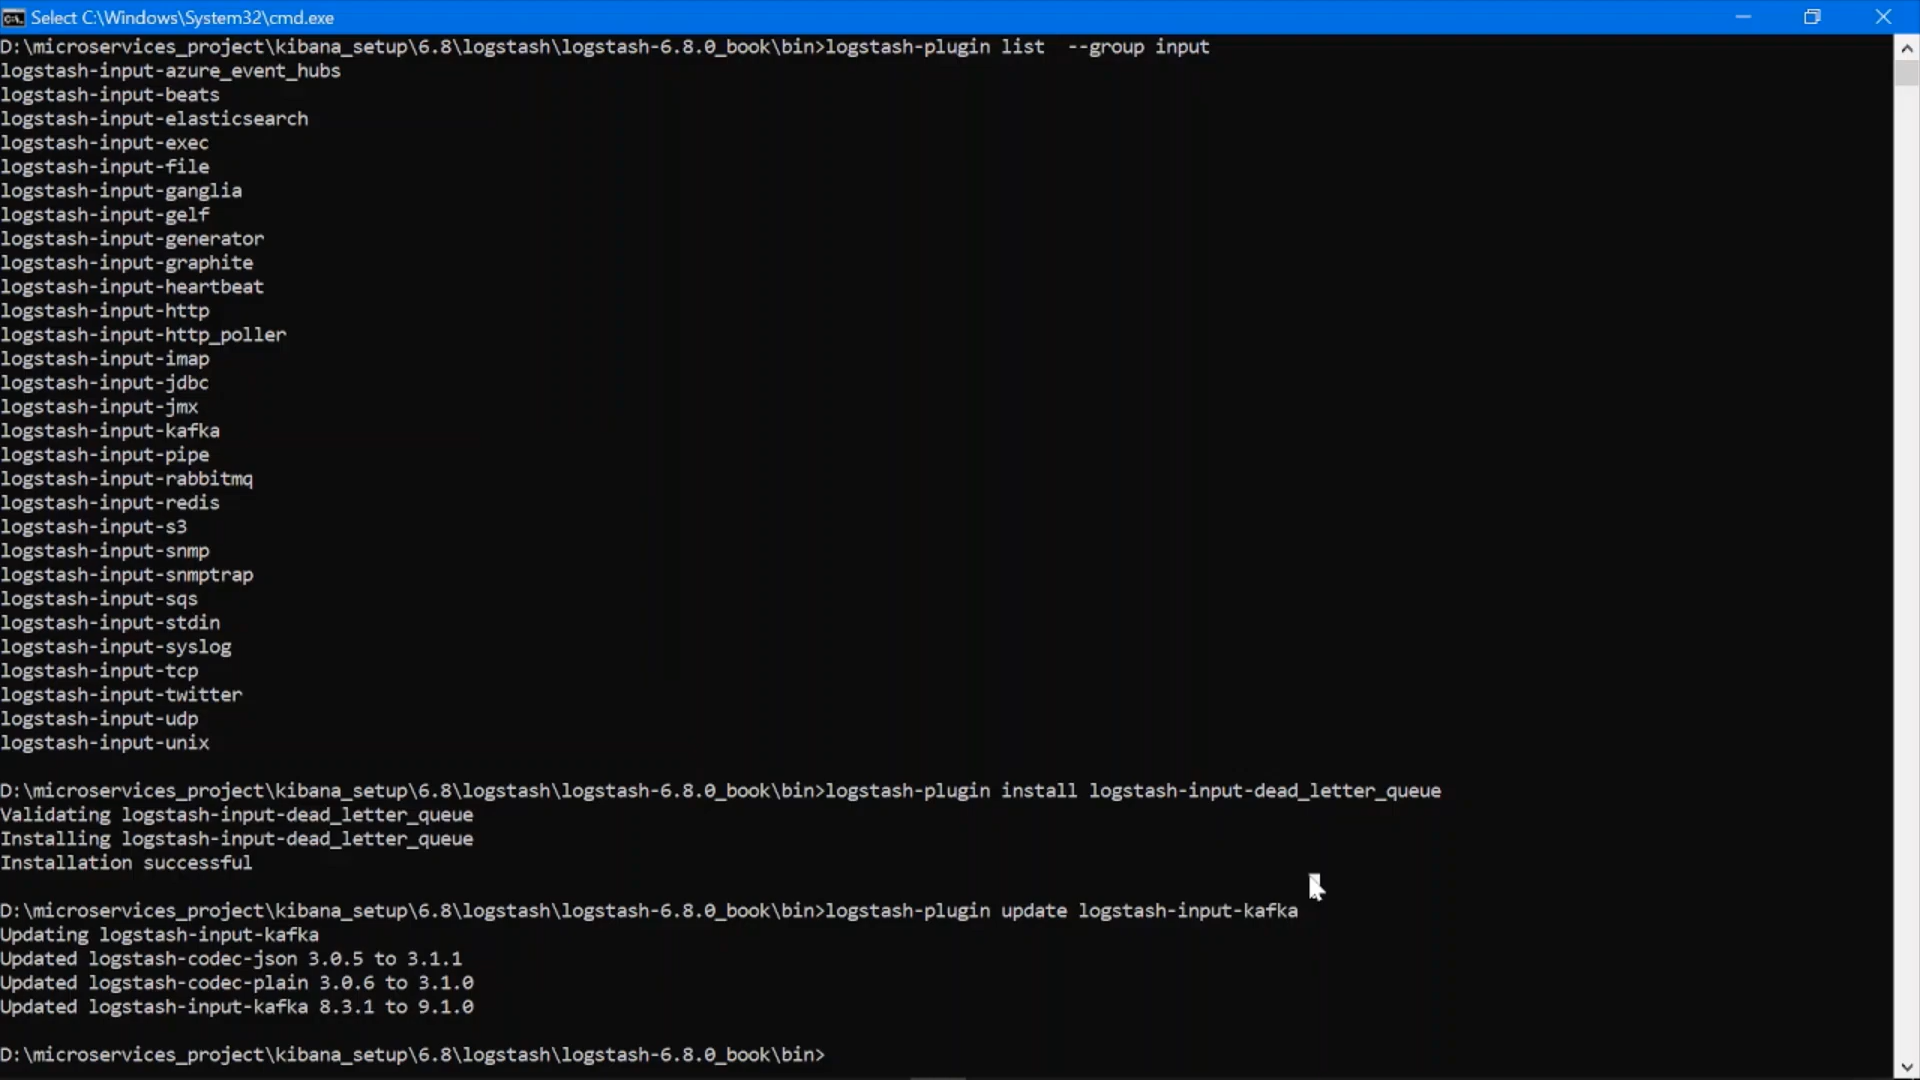 Select C:\Windows\System32\cmd.exe
D:\microservices_project\kibana_setup\6.8\logstash\logstash-6.8.0_book\bin>logstash-plugin list  --group input
logstash-input-azure_event_hubs
logstash-input-beats
logstash-input-elasticsearch
logstash-input-exec
logstash-input-file
logstash-input-ganglia
logstash-input-gelf
logstash-input-generator
logstash-input-graphite
logstash-input-heartbeat
logstash-input-http
logstash-input-http_poller
logstash-input-imap
logstash-input-jdbc
logstash-input-jmx
logstash-input-kafka
logstash-input-pipe
logstash-input-rabbitmq
logstash-input-redis
logstash-input-s3
logstash-input-snmp
logstash-input-snmptrap
logstash-input-sqs
logstash-input-stdin
logstash-input-syslog
logstash-input-tcp
logstash-input-twitter
logstash-input-udp
logstash-input-unix
D:\microservices_project\kibana_setup\6.8\logstash\logstash-6.8.0_book\bin>logstash-plugin install logstash-input-dead_letter_queue
Validating logstash-input-dead_letter_queue
Installing logstash-input-dead_letter_queue
Installation successful
D:\microservices_project\kibana_setup\6.8\logstash\logstash-6.8.0_book\bin>logstash-plugin update logstash-input-kafka
Updating logstash-input-kafka
Updated logstash-codec-json 3.0.5 to 3.1.1
Updated logstash-codec-plain 3.0.6 to 3.1.0
Updated logstash-input-kafka 8.3.1 to 9.1.0
D:\microservices_project\kibana_setup\6.8\logstash\logstash-6.8.0_book\bin>